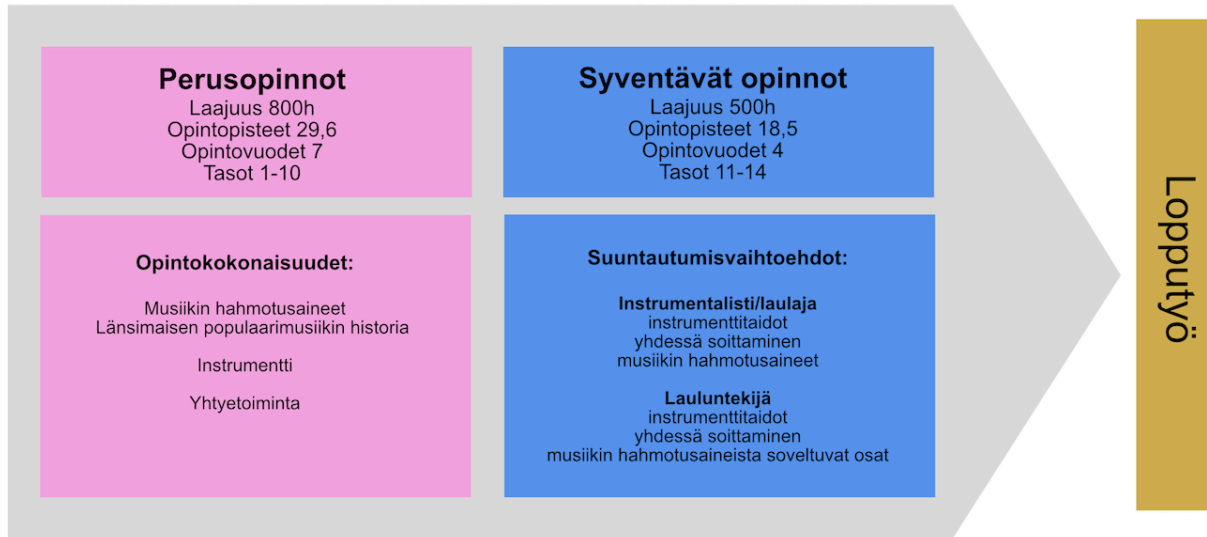 Perusopinnot
Laajuus 800h
Opintopisteet 29,6
Opintovuodet 7
Tasot 1-10
Opintokokonaisuudet:
Musiikin hahmotusaineet
Länsimaisen populaarimusiikin historia
Instrumentti
Yhtyetoiminta
Syventävät opinnot
Laajuus 500h
Opintopisteet 18,5
Opintovuodet 4
Tasot 11-14
Suuntautumisvaihtoehdot:
Instrumentalisti/laulaja
instrumenttitaidot
yhdessä soittaminen
musiikin hahmotusaineet
Lauluntekijä
instrumenttitaidot
yhdessä soittaminen
musiikin hahmotusaineista soveltuvat osat
Lopputyö